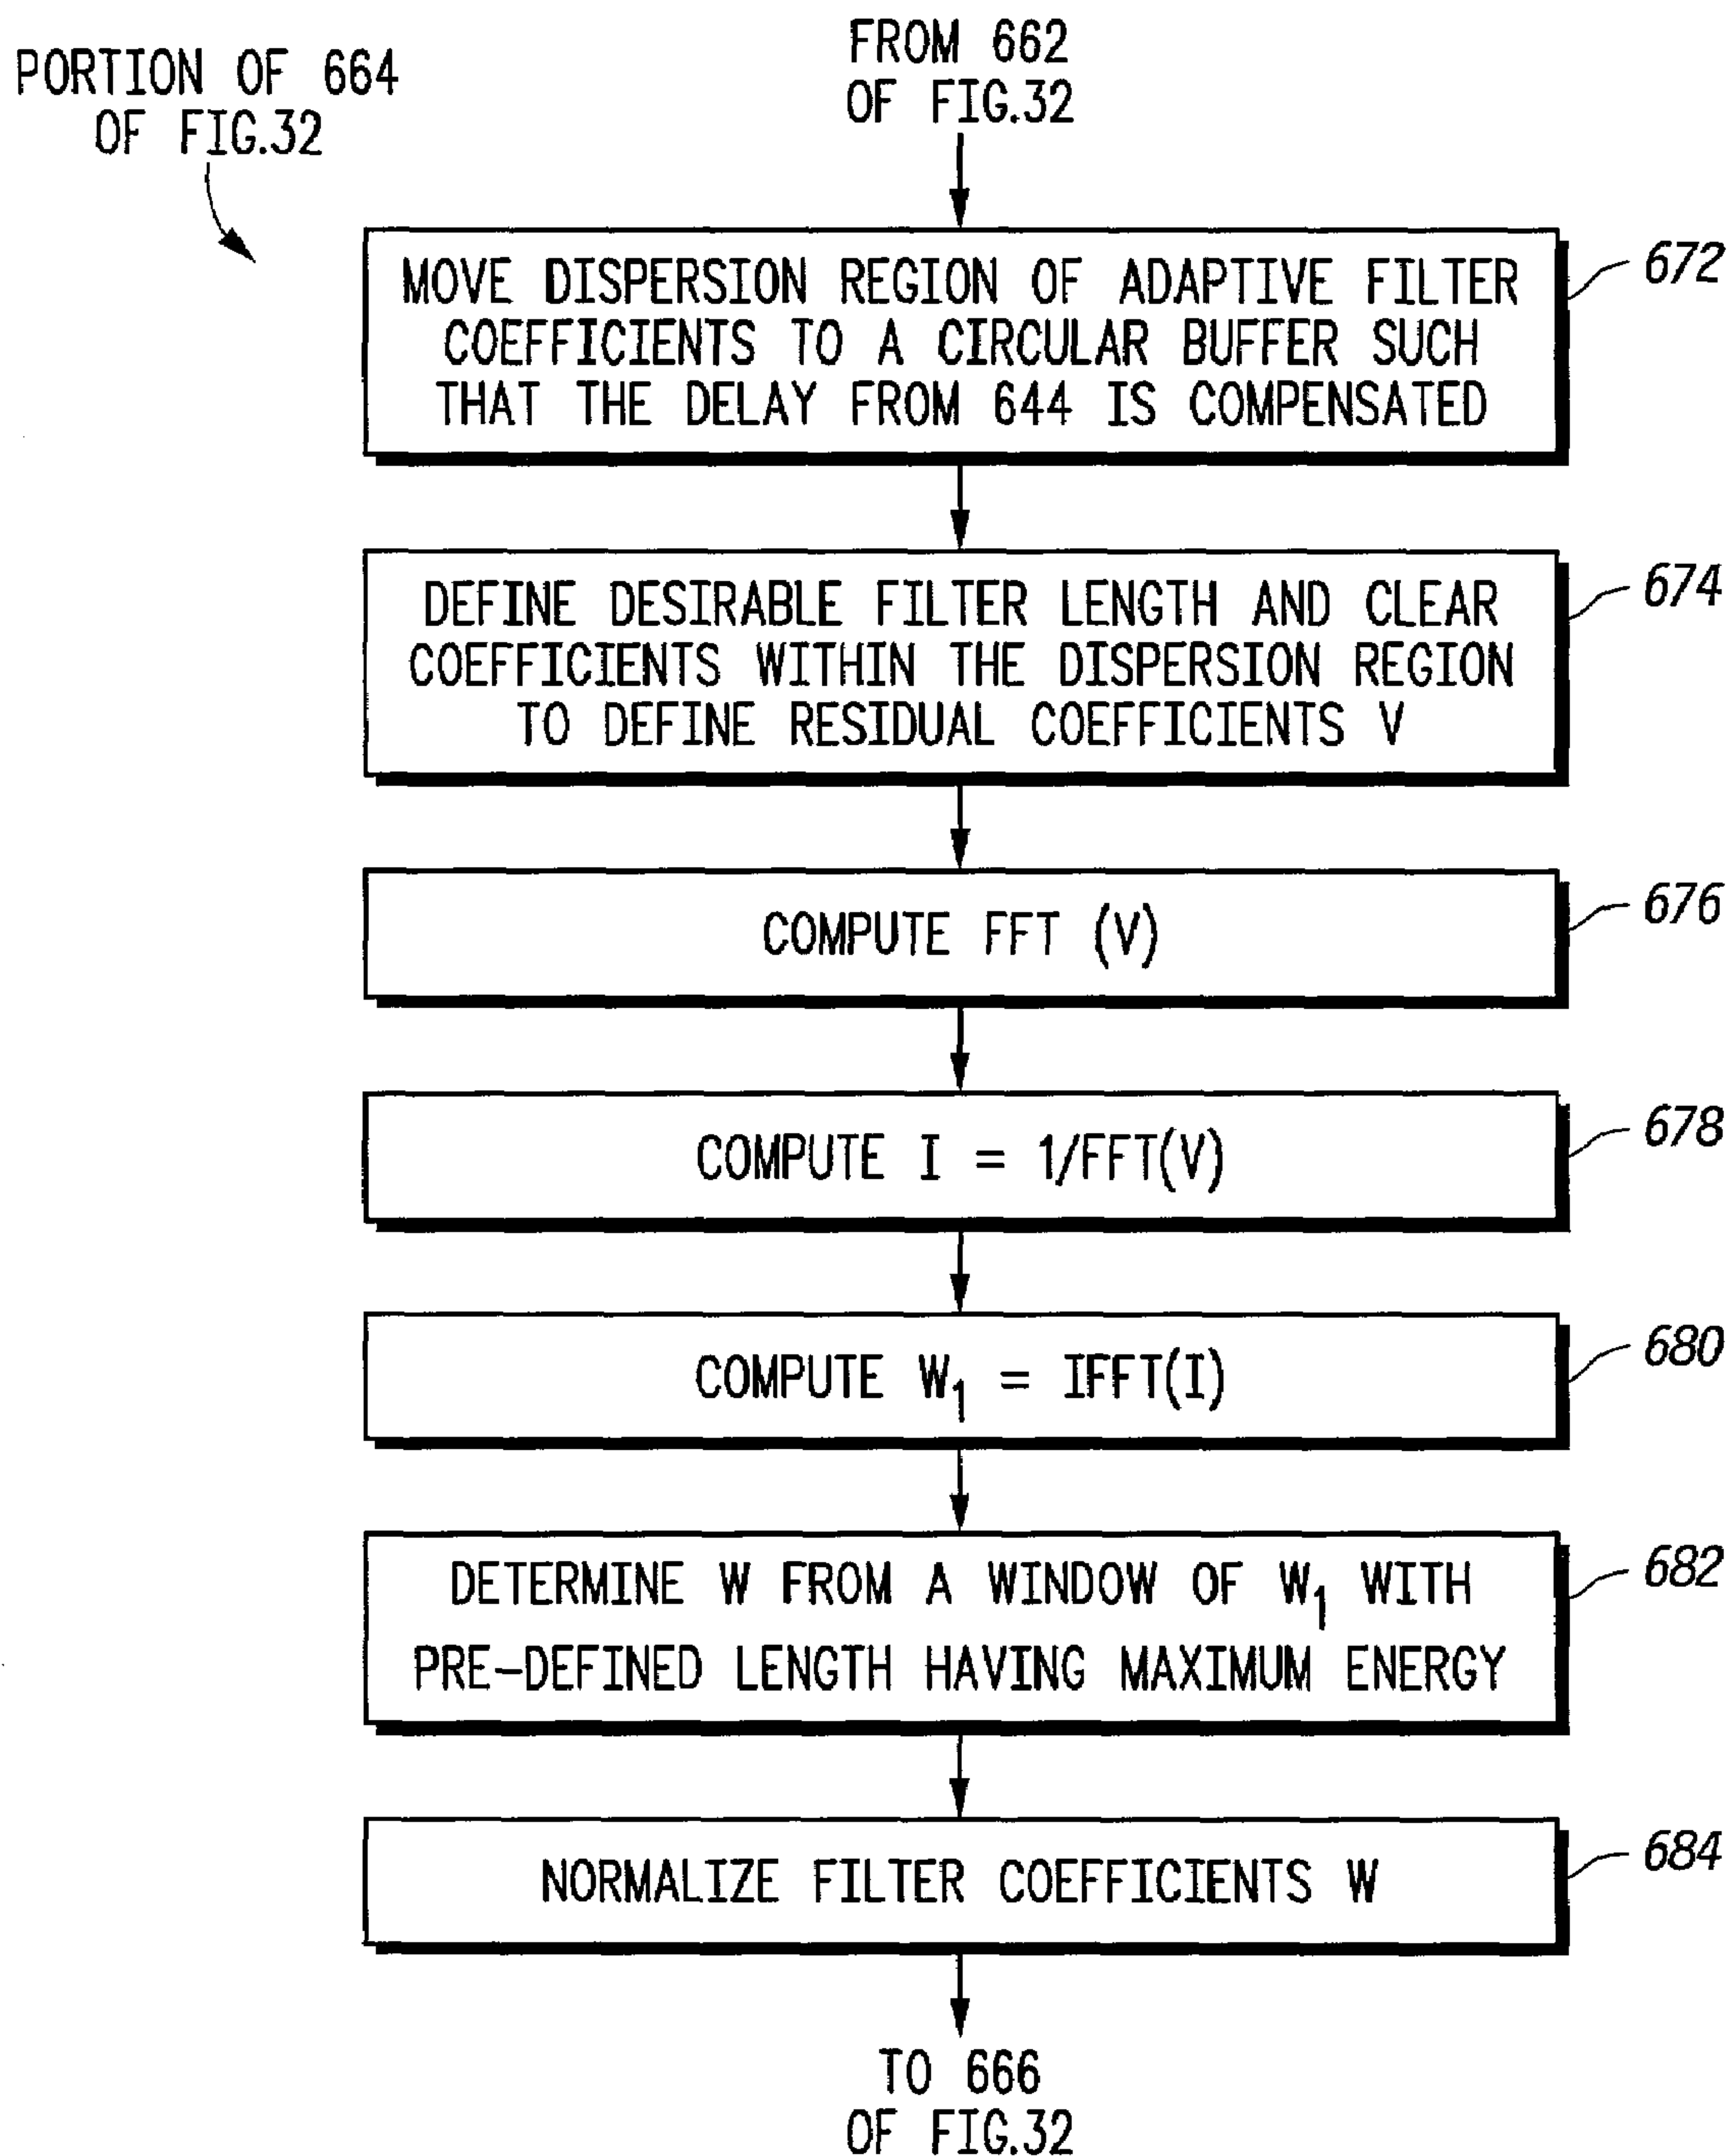 PORTION OF 664
OF FIG.32
FROM 662
OF FIG.32
MOVE DISPERSION REGION OF ADAPTIVE FILTER
COEFFICIENTS TO A CIRCULAR BUFFER SUCH
THAT THE DELAY FROM 644 IS COMPENSATED
672
DEFINE DESIRABLE FILTER LENGTH AND CLEAR
COEFFICIENTS WITHIN THE DISPERSION REGION
TO DEFINE RESIDUAL COEFFICIENTS V
674
COMPUTE FFT (V)
676
COMPUTE I = 1/FFT(V)
678
COMPUTE W₁ = IFFT(I)
680
DETERMINE W FROM A WINDOW OF W₁ WITH
PRE-DEFINED LENGTH HAVING MAXIMUM ENERGY
682
NORMALIZE FILTER COEFFICIENTS W
684
TO 666
OF FIG.32